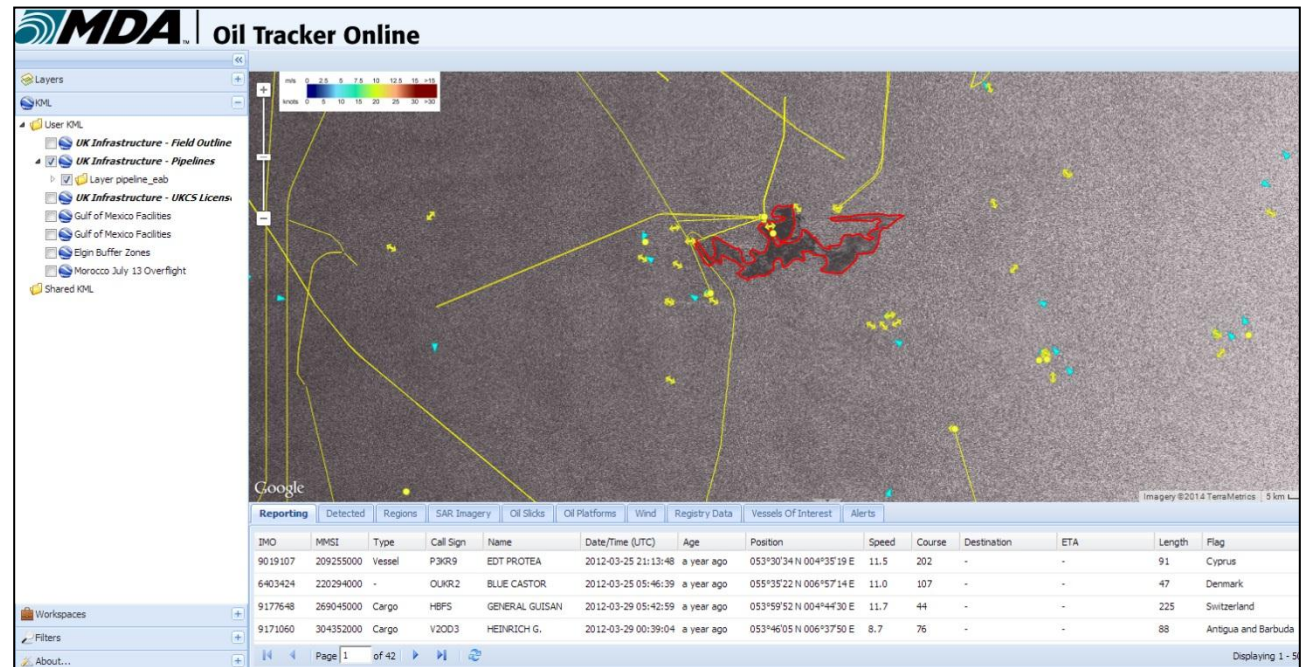 MDA Oil Tracker Online
Layers
KML
User KML
UK Infrastructure - Field Outline
UK Infrastructure - Pipelines
Layer pipeline_eab
UK Infrastructure - UKCS
Gulf of Mexico Facilities
Gulf of Mexico Facilities
Elgin Buffer Zones
Morocco July 13 Overflight
Shared KML
Workspaces
Filters
About...
m/s 0 2.5 5 7.5 10 12.5 15 >15
knots 0 5 10 15 20 25 30 >30
Google
Imagery ©2014 TerraMetrics 5 km
Reporting Detected Regions SAR Imagery Oil Slicks Oil Platforms Wind Registry Data Vessels Of Interest Alerts
IMO MMSI Type Call Sign Name Date/Time (UTC) Age Position Speed Course Destination ETA Length Flag
9019107 209255000 Vessel P3KR9 EDT PROTEA 2012-03-25 21:13:48 a year ago 053°30'34 N 004°35'19 E 11.5 202 - - 91 Cyprus
6403424 220294000 - OUKR2 BLUE CASTOR 2012-03-25 05:46:39 a year ago 055°35'22 N 006°57'14 E 11.0 107 - - 47 Denmark
9177648 269045000 Cargo HBFS GENERAL GUISAN 2012-03-29 05:42:59 a year ago 053°59'52 N 004°44'30 E 11.7 44 - - 225 Switzerland
9171060 304352000 Cargo V2OD3 HEINRICH G. 2012-03-29 00:39:04 a year ago 053°46'05 N 006°37'50 E 8.7 76 - - 88 Antigua and Barbuda
Page 1 of 42
Displaying 1 -